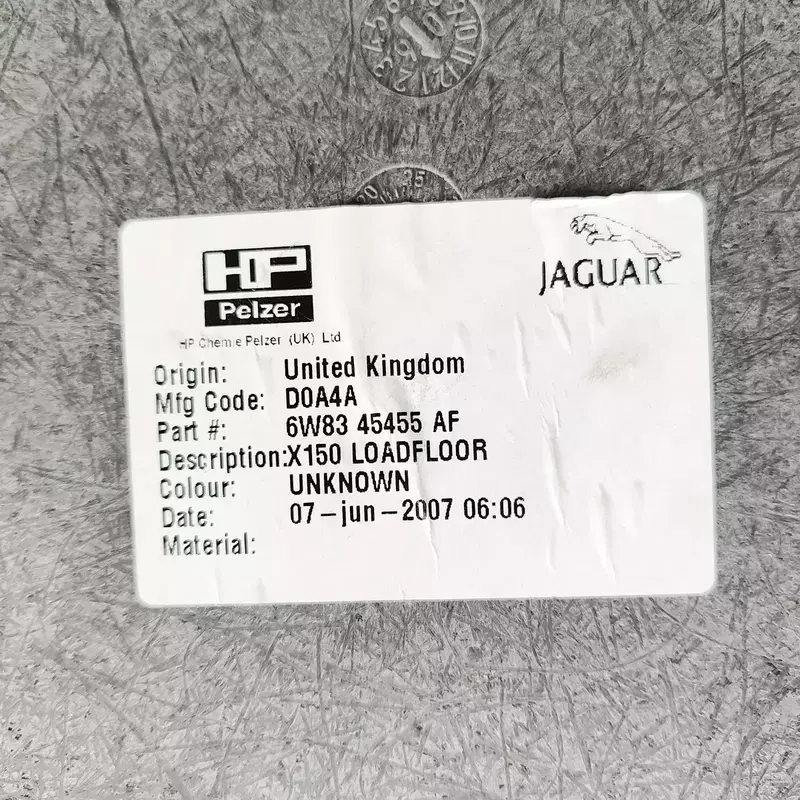 HP
Pelzer
HP Chemie Pelzer (UK) Ltd
JAGUAR
Origin: United Kingdom
Mfg Code: D0A4A
Part #: 6W83 45455 AF
Description:X150 LOADFLOOR
Colour: UNKNOWN
Date: 07-jun-2007 06:06
Material: